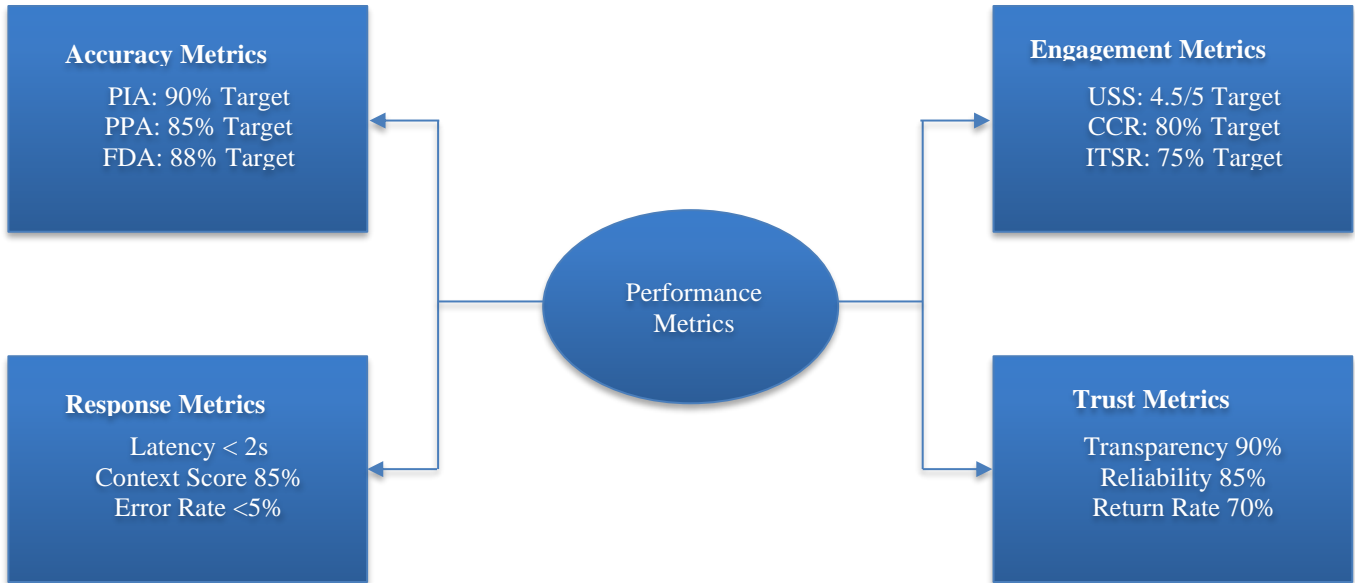 Accuracy Metrics
PIA: 90% Target
PPA: 85% Target
FDA: 88% Target
Engagement Metrics
USS: 4.5/5 Target
CCR: 80% Target
ITSR: 75% Target
Performance
Metrics
Response Metrics
Latency < 2s
Context Score 85%
Error Rate <5%
Trust Metrics
Transparency 90%
Reliability 85%
Return Rate 70%